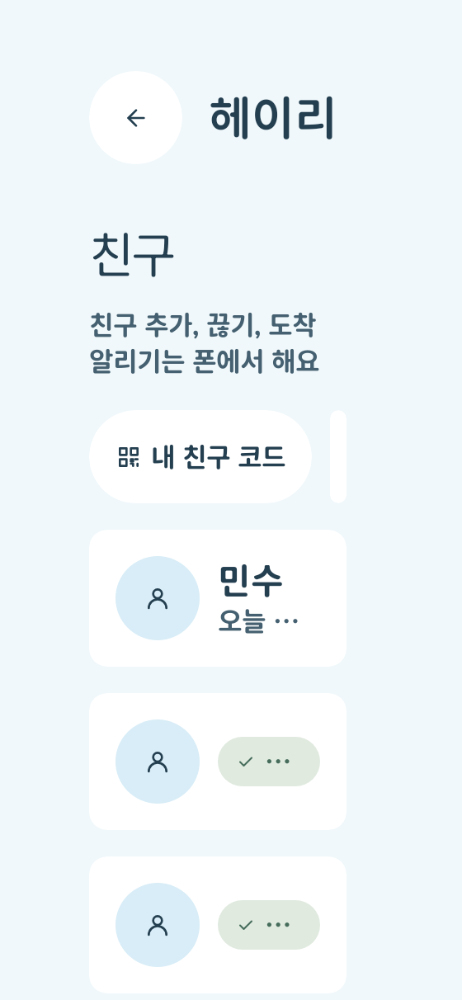 헤이리
친구
친구 추가, 끊기, 도착
알리기는 폰에서 해요
내 친구 코드
민수
오늘 ···
···
···